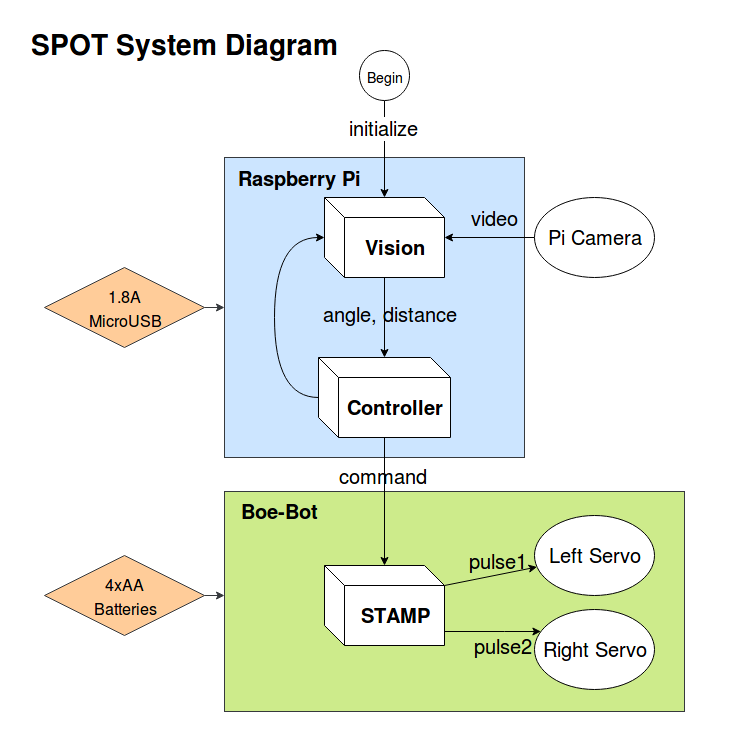 SPOT System Diagram
Begin
initialize
Raspberry Pi
Vision
video
Pi Camera
1.8A
MicroUSB
angle, distance
Controller
command
Boe-Bot
4xAA
Batteries
STAMP
pulse1
Left Servo
pulse2
Right Servo